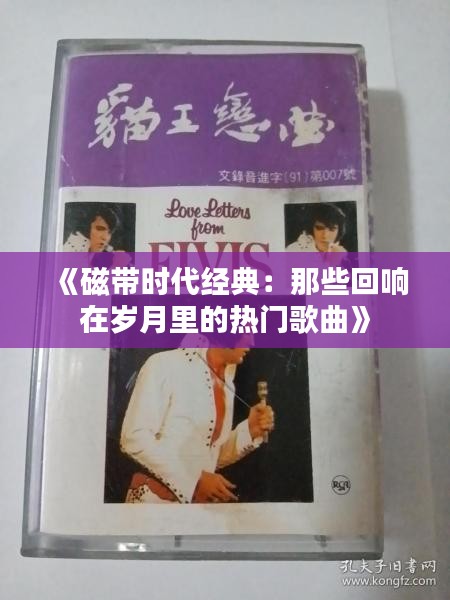 貓王戀曲
文錄音進字(91)第007號
Love Letters
from
ELVIS
《磁带时代经典：那些回响
在岁月里的热门歌曲》
RCA
孔夫子旧书网
www.kongfz.com